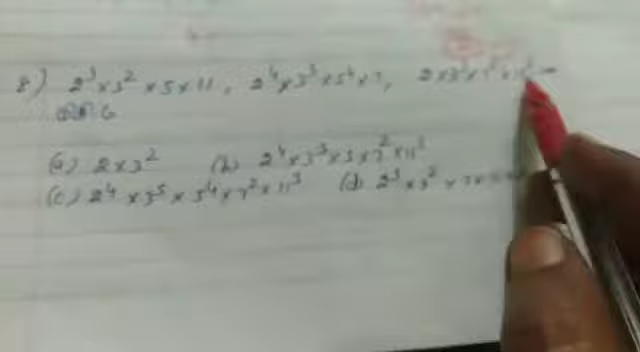 8) 2³ × 3² × 5 × 11, 2⁴ × 3³ × 5⁴ × 7,
(a) 2 × 3² (b) 2⁴ × 3³ × 5 × 7² × 11³
(c) 2⁴ × 3⁵ × 5⁴ × 7² × 11³ (d) 2³ × 3² × 7 ×